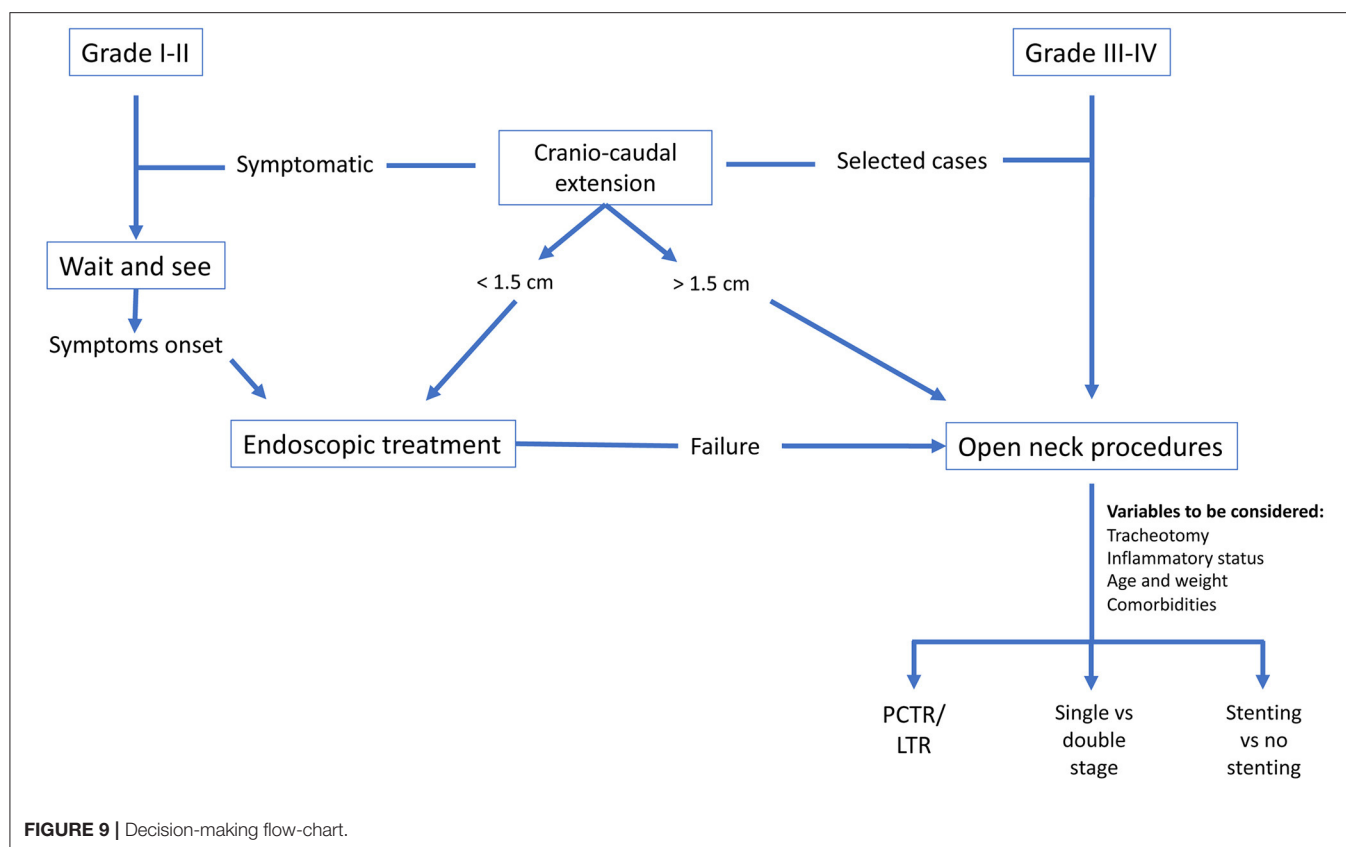 Grade I-II
Grade III-IV
Symptomatic
Cranio-caudal
extension
Selected cases
Wait and see
< 1.5 cm
> 1.5 cm
Symptoms onset
Endoscopic treatment
Failure
Open neck procedures
Variables to be considered:
Tracheotomy
Inflammatory status
Age and weight
Comorbidities
PCTR/
LTR
Single vs
double
stage
Stenting
vs no
stenting
FIGURE 9 | Decision-making flow-chart.